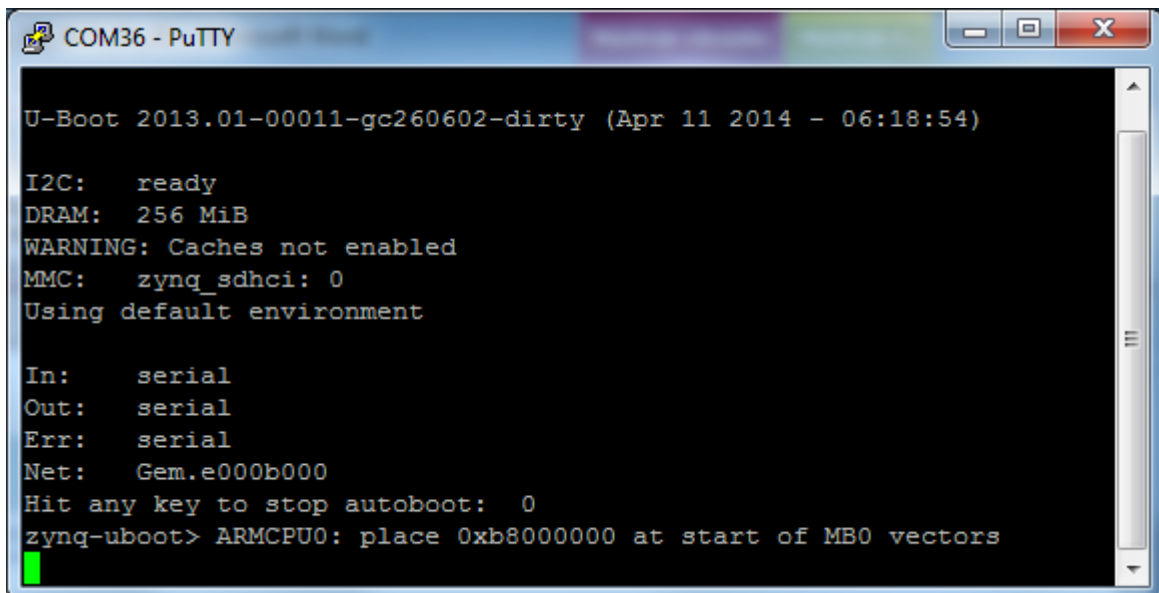 COM36 - PuTTY
U-Boot 2013.01-00011-gc260602-dirty (Apr 11 2014 - 06:18:54)
I2C:   ready
DRAM:  256 MiB
WARNING: Caches not enabled
MMC:   zynq_sdhci: 0
Using default environment
In:    serial
Out:   serial
Err:   serial
Net:   Gem.e000b000
Hit any key to stop autoboot:  0
zynq-uboot> ARMCPU0: place 0xb8000000 at start of MB0 vectors